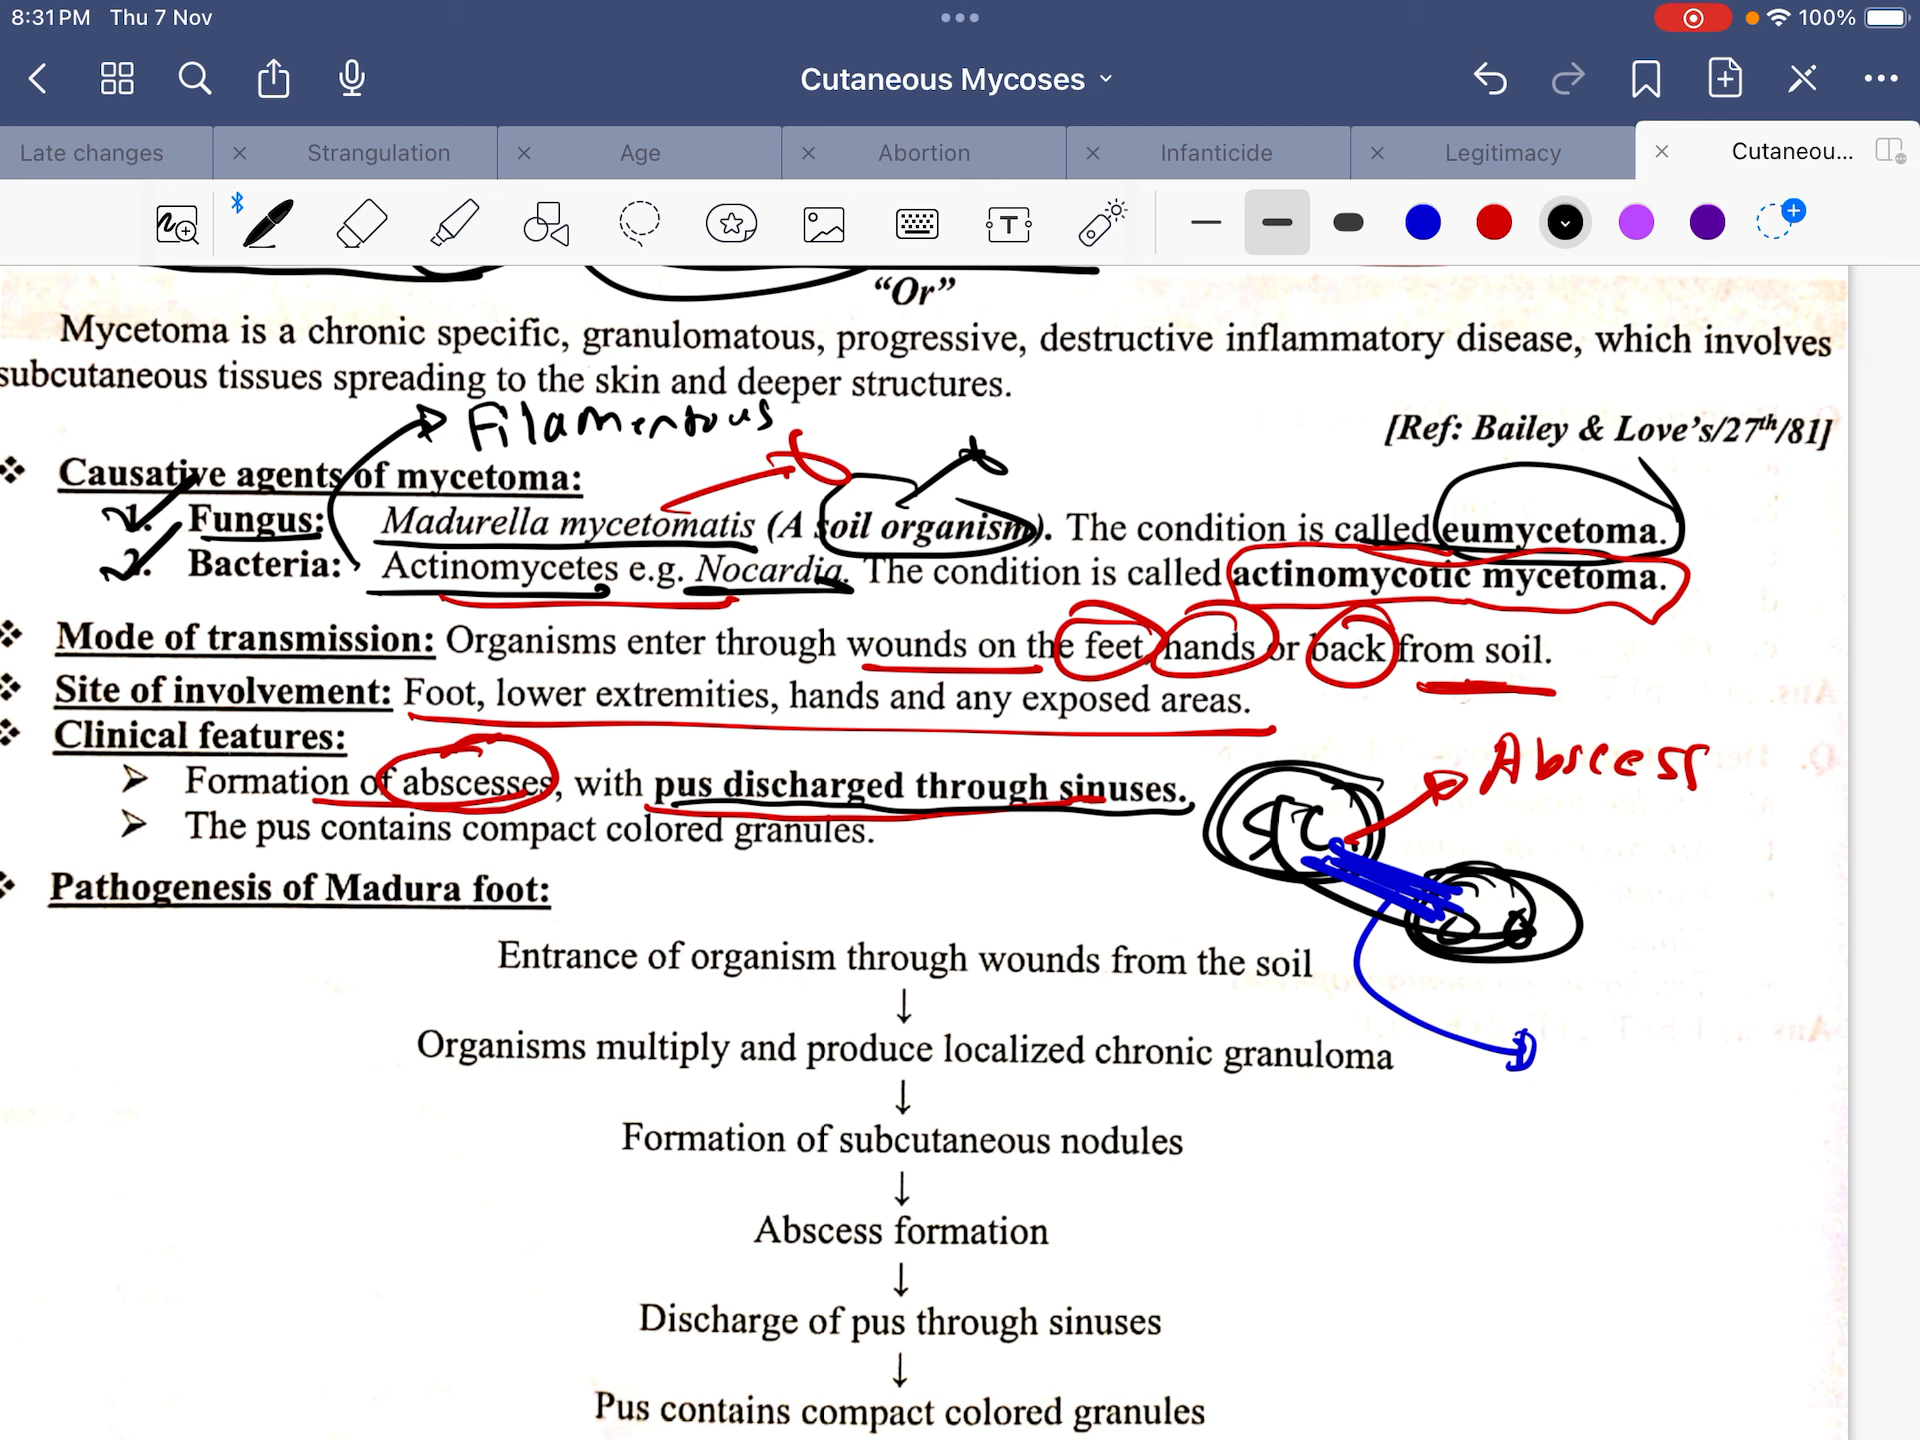 8:31 PM Thu 7 Nov
100%
Cutaneous Mycoses
Late changes
Strangulation
Age
Abortion
Infanticide
Legitimacy
Cutaneou...
T
“Or”
Mycetoma is a chronic specific, granulomatous, progressive, destructive inflammatory disease, which involves
subcutaneous tissues spreading to the skin and deeper structures.
Filamentous
[Ref: Bailey & Love’s/27th/81]
❖ Causative agents of mycetoma:
1. Fungus: Madurella mycetomatis (A soil organism). The condition is called eumycetoma.
2. Bacteria: Actinomycetes e.g. Nocardia. The condition is called actinomycotic mycetoma.
❖ Mode of transmission: Organisms enter through wounds on the feet, hands or back from soil.
❖ Site of involvement: Foot, lower extremities, hands and any exposed areas.
❖ Clinical features:
➢ Formation of abscesses, with pus discharged through sinuses.
Abscess
➢ The pus contains compact colored granules.
❖ Pathogenesis of Madura foot:
Entrance of organism through wounds from the soil
↓
Organisms multiply and produce localized chronic granuloma
↓
Formation of subcutaneous nodules
↓
Abscess formation
↓
Discharge of pus through sinuses
↓
Pus contains compact colored granules